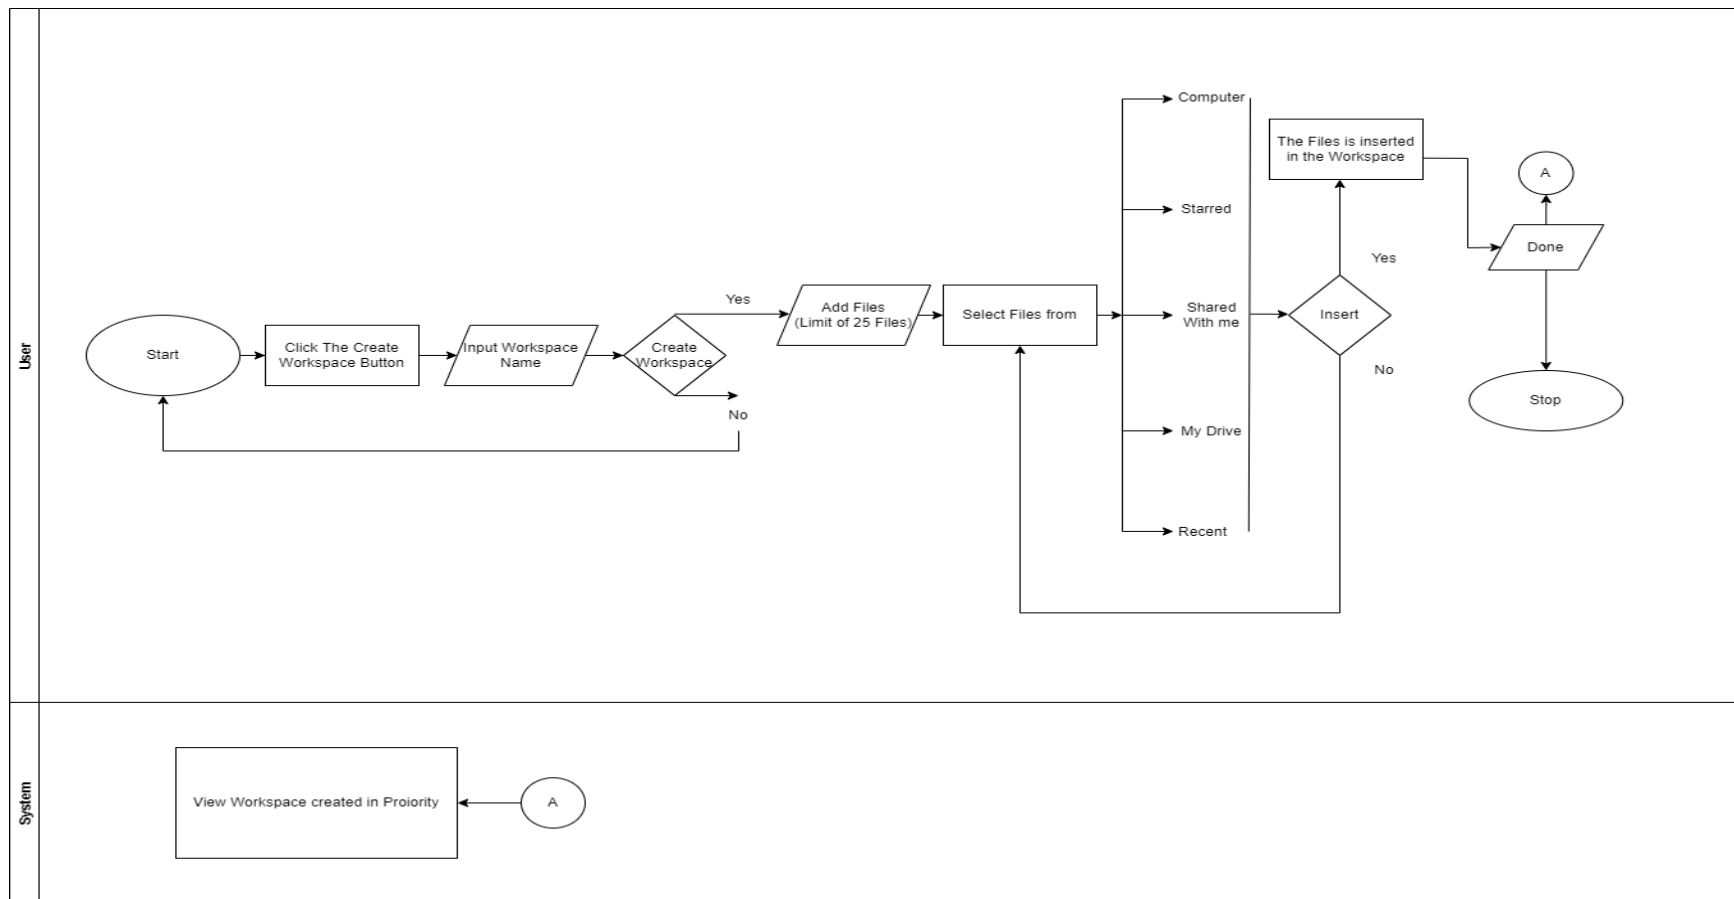 User
Start
Click The Create
Workspace Button
Input Workspace
Name
Create
Workspace
Yes
No
Add Files
(Limit of 25 Files)
Select Files from
Computer
Starred
Shared
With me
My Drive
Recent
Insert
Yes
No
The Files is inserted
in the Workspace
Done
A
Stop
System
View Workspace created in Proiority
A